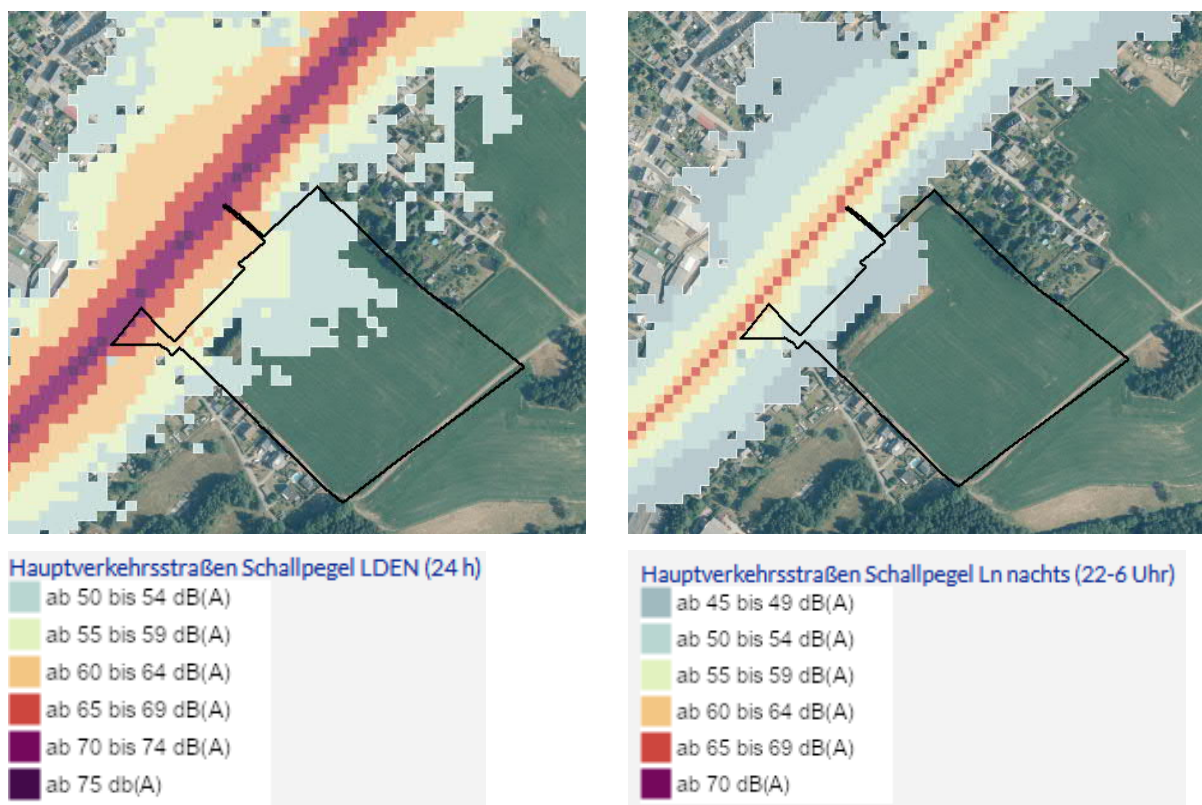 Hauptverkehrsstraßen Schallpegel LDEN (24 h)
ab 50 bis 54 dB(A)
ab 55 bis 59 dB(A)
ab 60 bis 64 dB(A)
ab 65 bis 69 dB(A)
ab 70 bis 74 dB(A)
ab 75 db(A)
Hauptverkehrsstraßen Schallpegel Ln nachts (22-6 Uhr)
ab 45 bis 49 dB(A)
ab 50 bis 54 dB(A)
ab 55 bis 59 dB(A)
ab 60 bis 64 dB(A)
ab 65 bis 69 dB(A)
ab 70 dB(A)